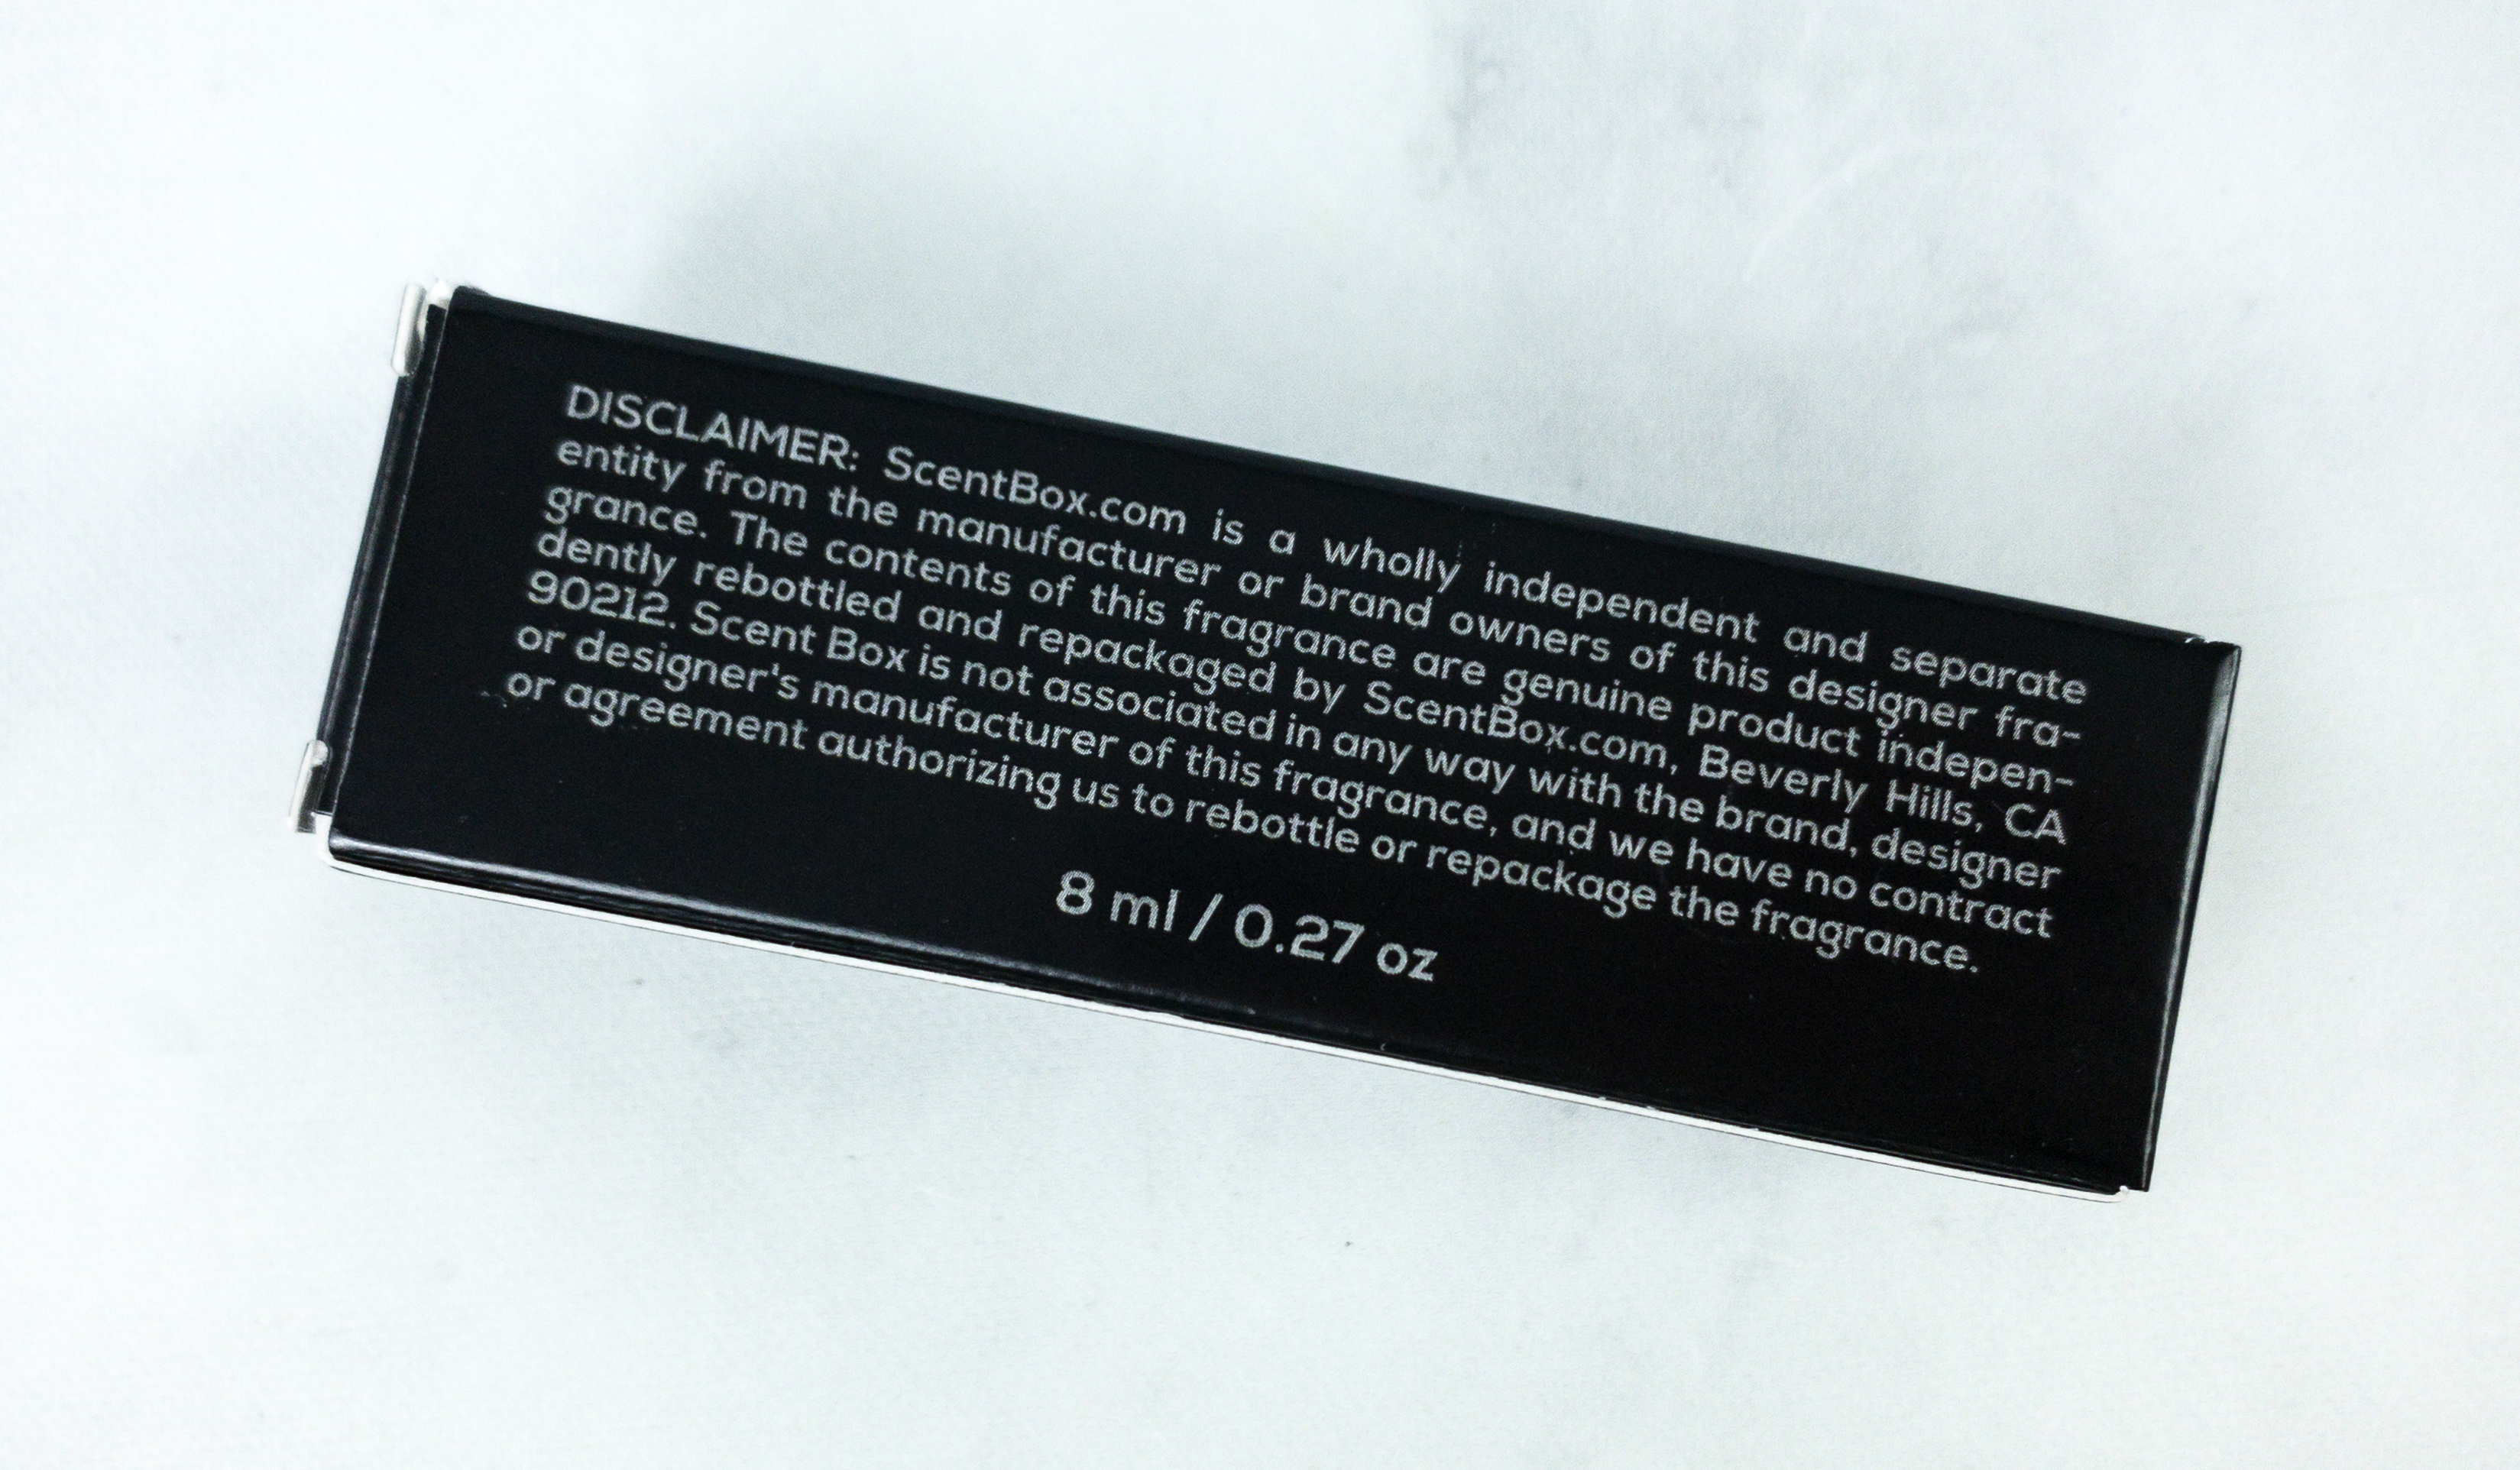 DISCLAIMER: ScentBox.com is a wholly independent and separate
entity from the manufacturer or brand owners of this designer fra-
grance. The contents of this fragrance are genuine product indepen-
dently rebottled and repackaged by ScentBox.com, Beverly Hills, CA
90212. Scent Box is not associated in any way with the brand, designer
or designer's manufacturer of this fragrance, and we have no contract
or agreement authorizing us to rebottle or repackage the fragrance.
8 ml / 0.27 oz